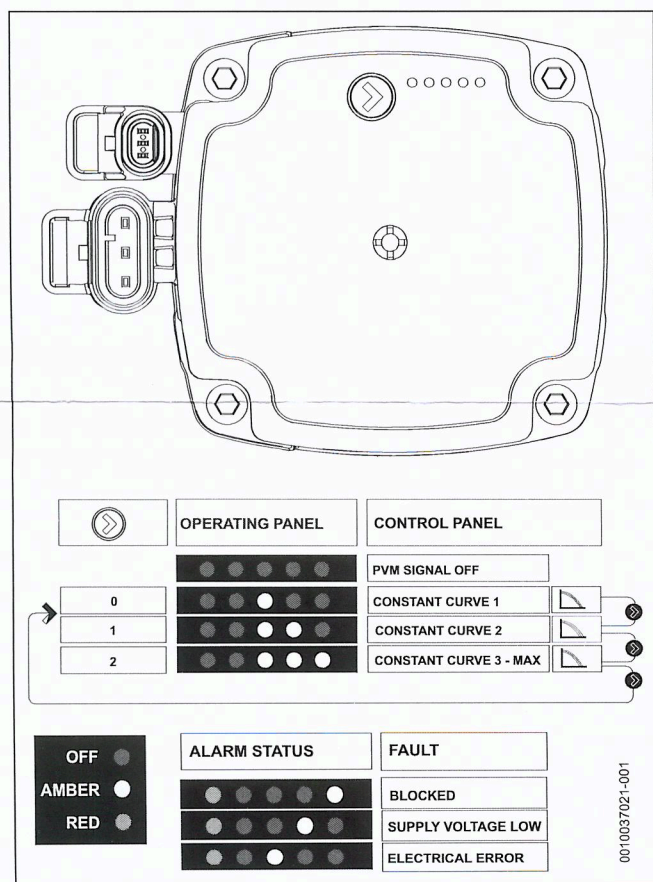 OPERATING PANEL
CONTROL PANEL
PVM SIGNAL OFF
0
CONSTANT CURVE 1
1
CONSTANT CURVE 2
2
CONSTANT CURVE 3 - MAX
OFF
AMBER
RED
ALARM STATUS
FAULT
BLOCKED
SUPPLY VOLTAGE LOW
ELECTRICAL ERROR
0010037021-001